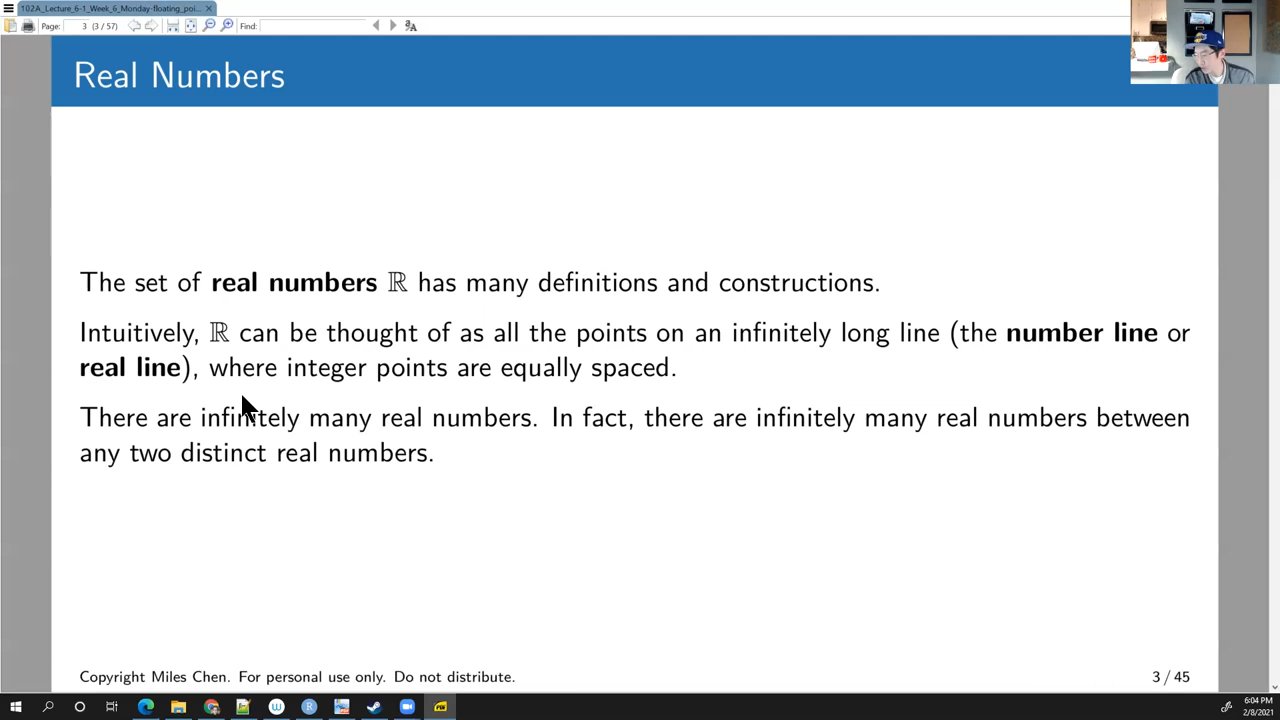 102A_Lecture_6-1_Week_6_Monday-floating_poi...
Page: 3 (3 / 57) Find:
Real Numbers
The set of real numbers ℝ has many definitions and constructions.
Intuitively, ℝ can be thought of as all the points on an infinitely long line (the number line or
real line), where integer points are equally spaced.
There are infinitely many real numbers. In fact, there are infinitely many real numbers between
any two distinct real numbers.
Copyright Miles Chen. For personal use only. Do not distribute. 3 / 45
6:04 PM
2/8/2021